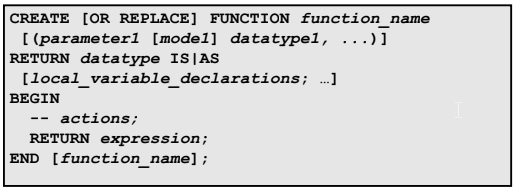 CREATE [OR REPLACE] FUNCTION function_name
[(parameter1 [mode1] datatype1, ...)]
RETURN datatype IS|AS
[local_variable_declarations; …]
BEGIN
-- actions;
RETURN expression;
END [function_name];